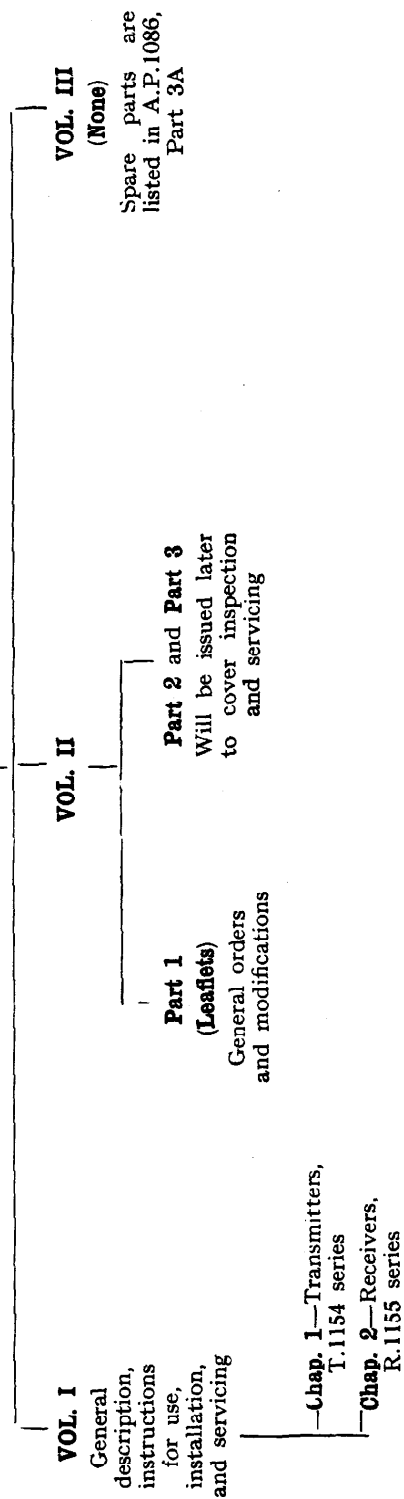 VOL. I
General
description,
instructions
for use,
installation,
and servicing
Chap. 1—Transmitters,
T.1154 series
Chap. 2—Receivers,
R.1155 series
VOL. II
Part 1
(Leaflets)
General orders
and modifications
Part 2 and Part 3
Will be issued later
to cover inspection
and servicing
VOL. III
(None)
Spare parts are
listed in A.P.1086,
Part 3A